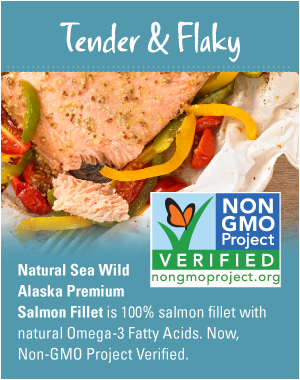 Tender & Flaky
NON
GMO
Project
VERIFIED
nongmoproject.org
Natural Sea Wild
Alaska Premium
Salmon Fillet is 100% salmon fillet with
natural Omega-3 Fatty Acids. Now,
Non-GMO Project Verified.